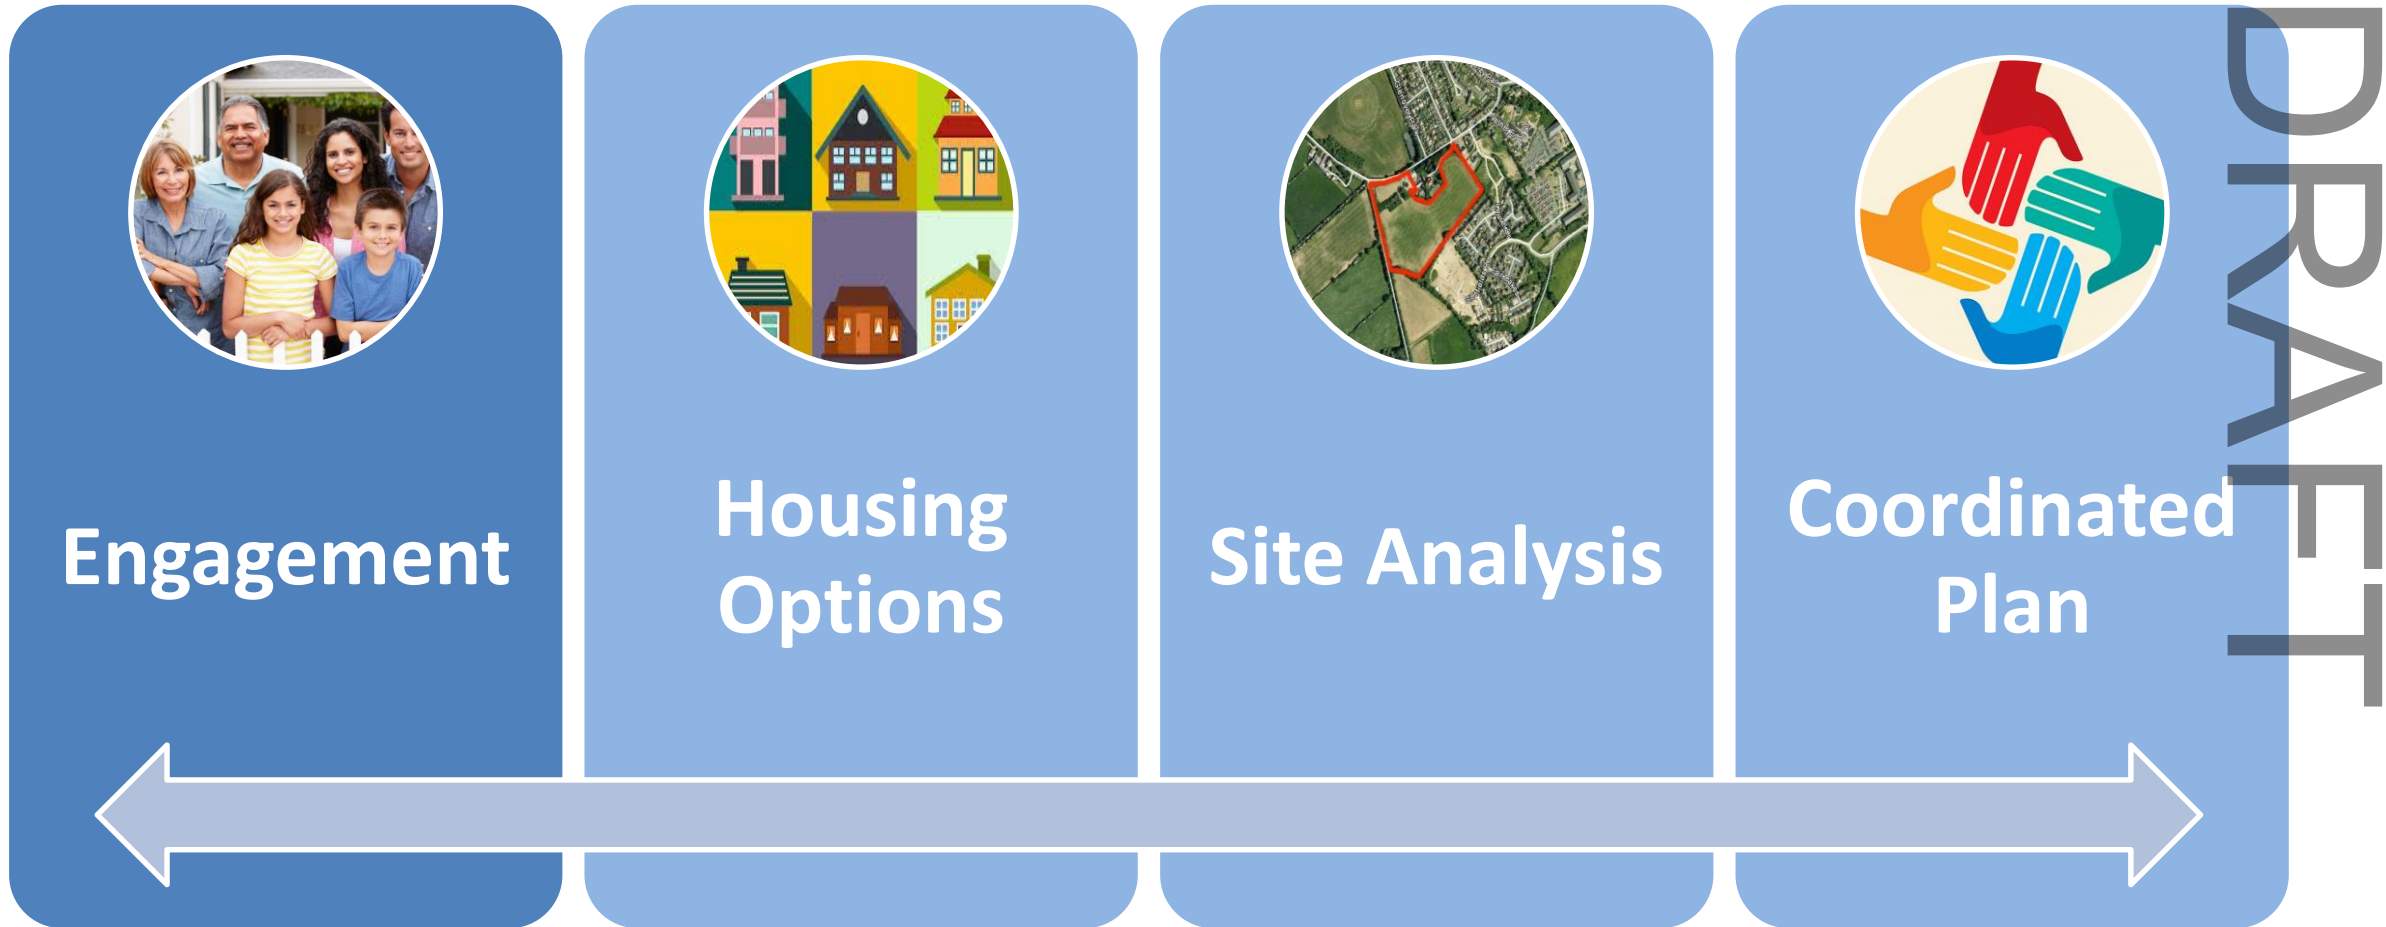 Engagement
Housing
Options
Site Analysis
Coordinated
Plan
DRAFT